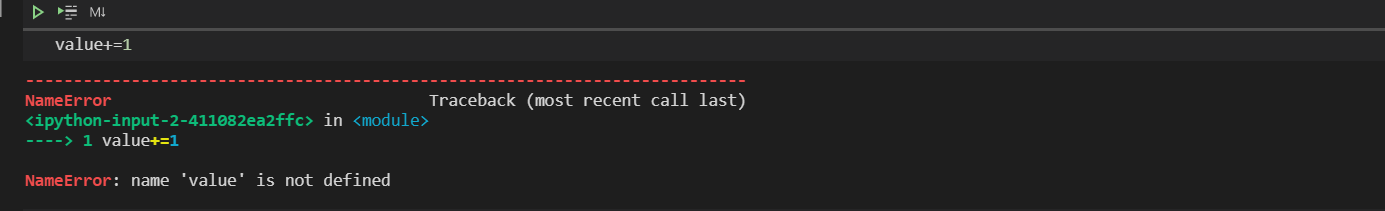 M↓
value+=1
---------------------------------------------------------------------------
NameError                                 Traceback (most recent call last)
<ipython-input-2-411082ea2ffc> in <module>
----> 1 value+=1

NameError: name 'value' is not defined